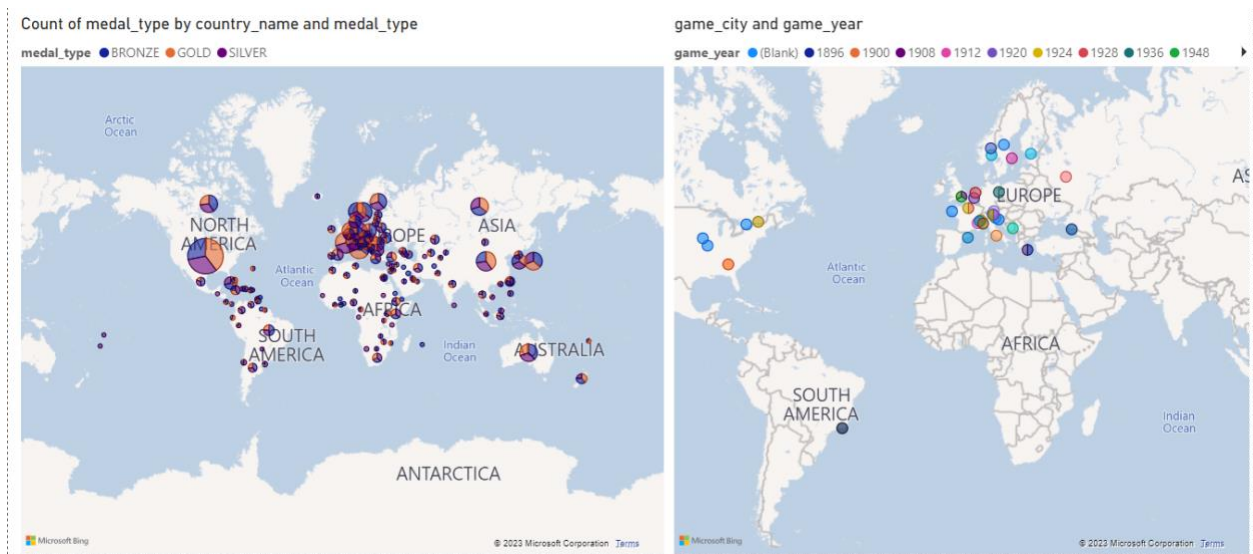 Count of medal_type by country_name and medal_type
medal_type BRONZE GOLD SILVER
Arctic
Ocean
NORTH
AMERICA
Atlantic
Ocean
ASIA
AFRICA
SOUTH
AMERICA
Indian
Ocean
AUSTRALIA
ANTARCTICA
Microsoft Bing
© 2023 Microsoft Corporation Terms
game_city and game_year
game_year (Blank) 1896 1900 1908 1912 1920 1924 1928 1936 1948
EUROPE
AS
Atlantic
Ocean
AFRICA
SOUTH
AMERICA
Indian
Ocean
Microsoft Bing
© 2023 Microsoft Corporation Terms